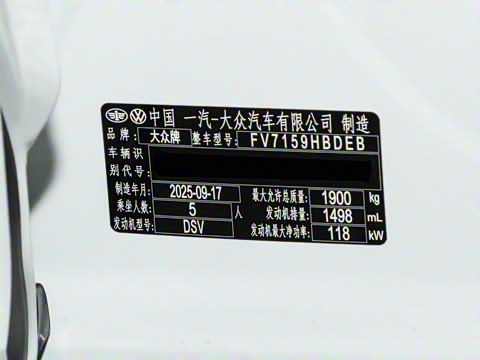 中国 一汽-大众汽车有限公司 制造
品牌: 大众牌 整车型号: FV7159HBDEB
车辆识
别代号:
制造年月: 2025-09-17 最大允许总质量: 1900 kg
乘坐人数: 5 人 发动机排量: 1498 mL
发动机型号: DSV 发动机最大净功率: 118 kW